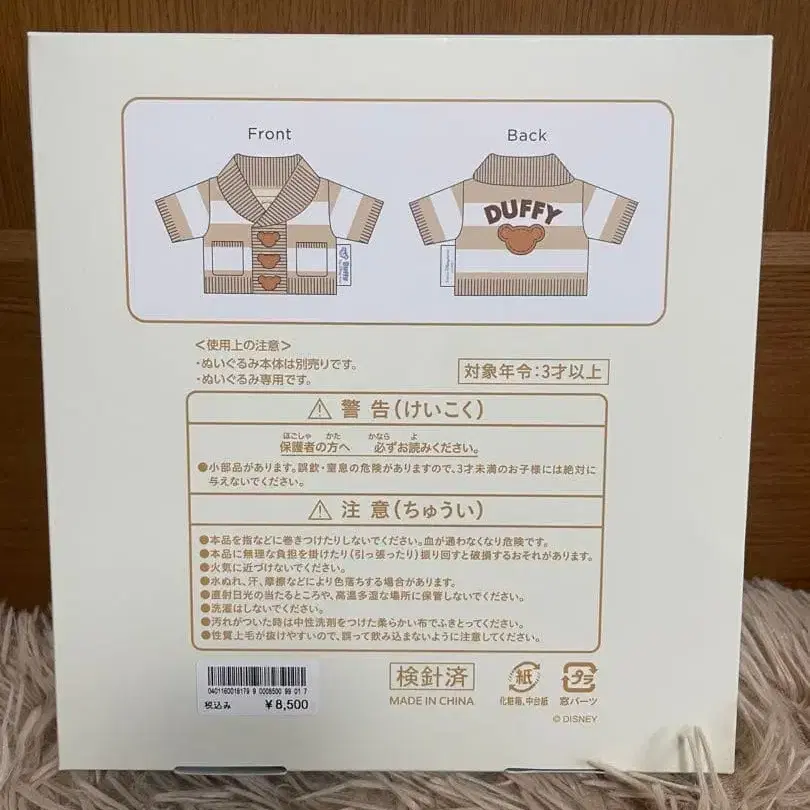 Front
Back
DUFFY
Duffy
<使用上の注意>
・ぬいぐるみ本体は別売りです。
・ぬいぐるみ専用です。
対象年令：3才以上
⚠ 警告(けいこく)
ほごしゃ かた かなら よ
保護者の方へ 必ずお読みください。
●小部品があります。誤飲・窒息の危険がありますので、3才未満のお子様には絶対に
与えないでください。
⚠ 注意(ちゅうい)
●本品を指などに巻きつけたりしないでください。血が通わなくなり危険です。
●本品に無理な負担を掛けたり(引っ張ったり)振り回すと破損するおそれがあります。
●火気に近づけないでください。
●水ぬれ、汗、摩擦などにより色落ちする場合があります。
●直射日光の当たるところや、高温多湿な場所に保管しないでください。
●洗濯はしないでください。
●汚れがついた時は中性洗剤をつけた柔らかい布でふきとってください。
●性質上毛が抜けやすいので、誤って飲み込まないように注意してください。
0401160018179 9 0008500 99 01 7
税込み ¥8,500
検針済
MADE IN CHINA
紙
化粧箱、中台紙
プラ
窓パーツ
© DISNEY